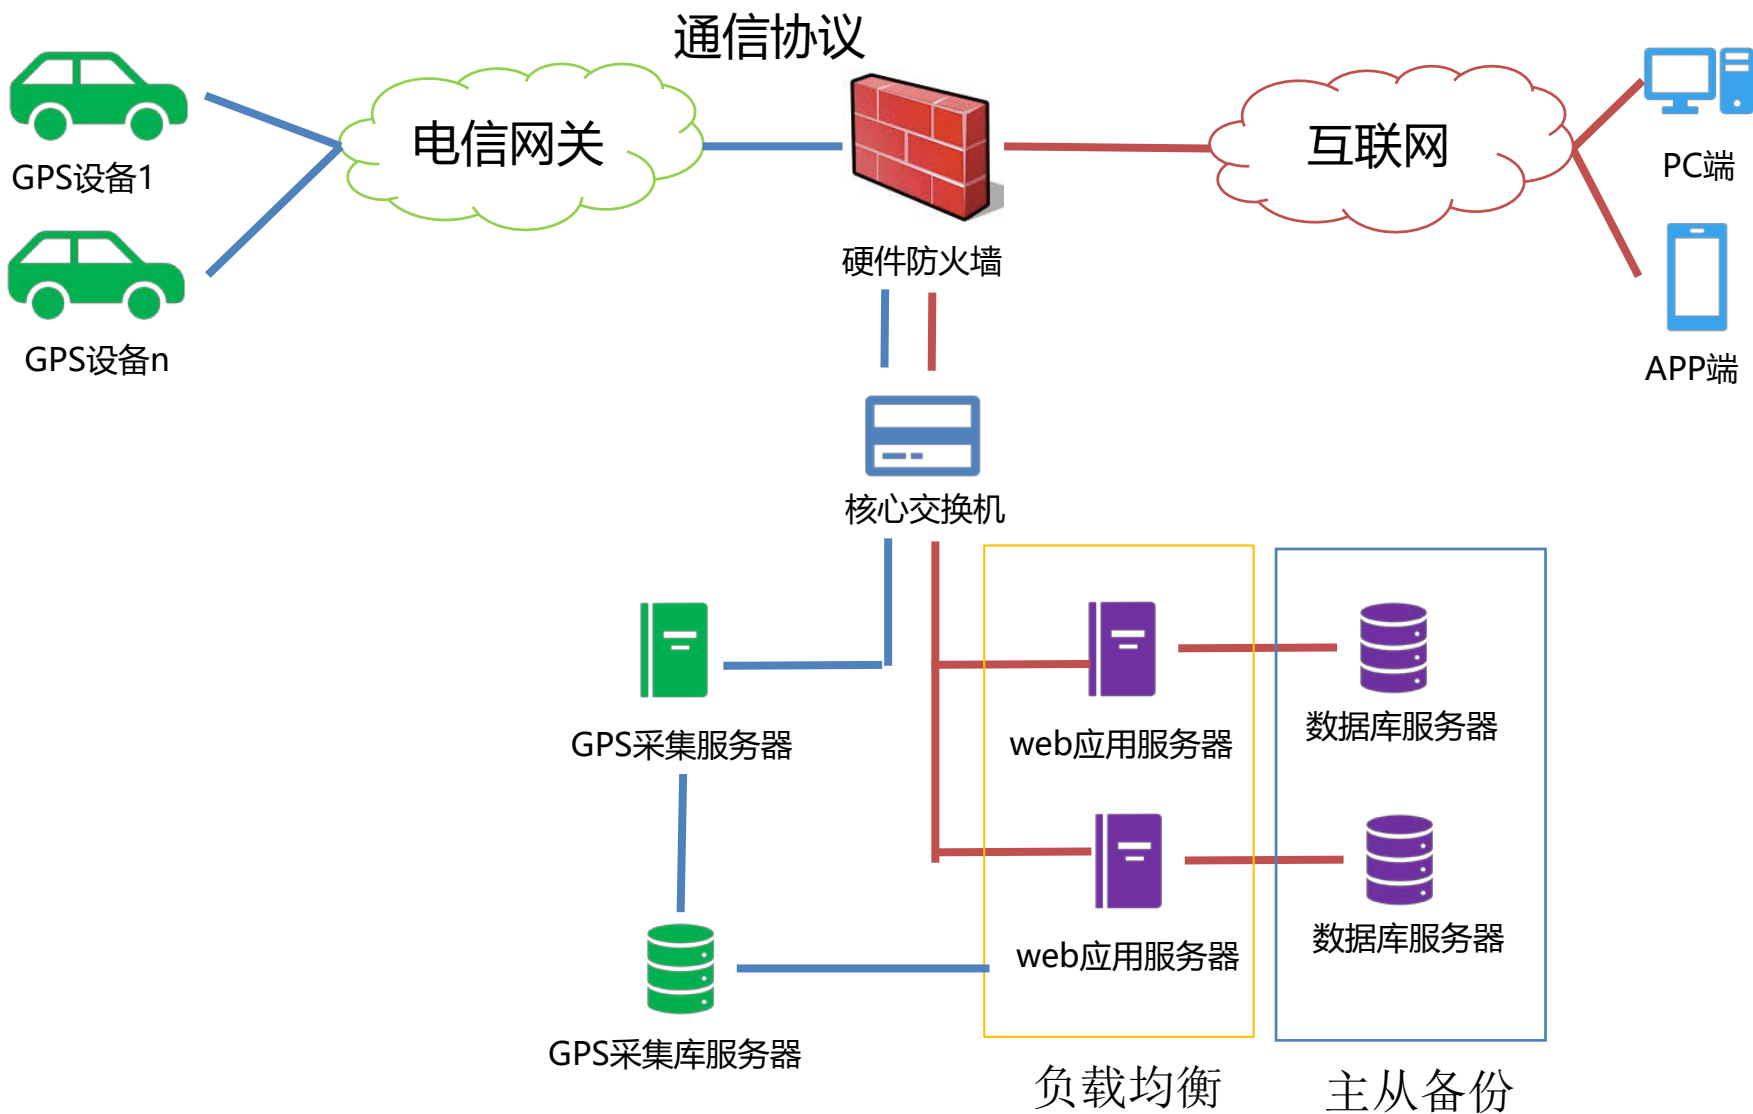 通信协议
电信网关
互联网
GPS设备1
PC端
硬件防火墙
GPS设备n
APP端
核心交换机
GPS采集服务器
web应用服务器
数据库服务器
web应用服务器
数据库服务器
GPS采集库服务器
负载均衡
主从备份